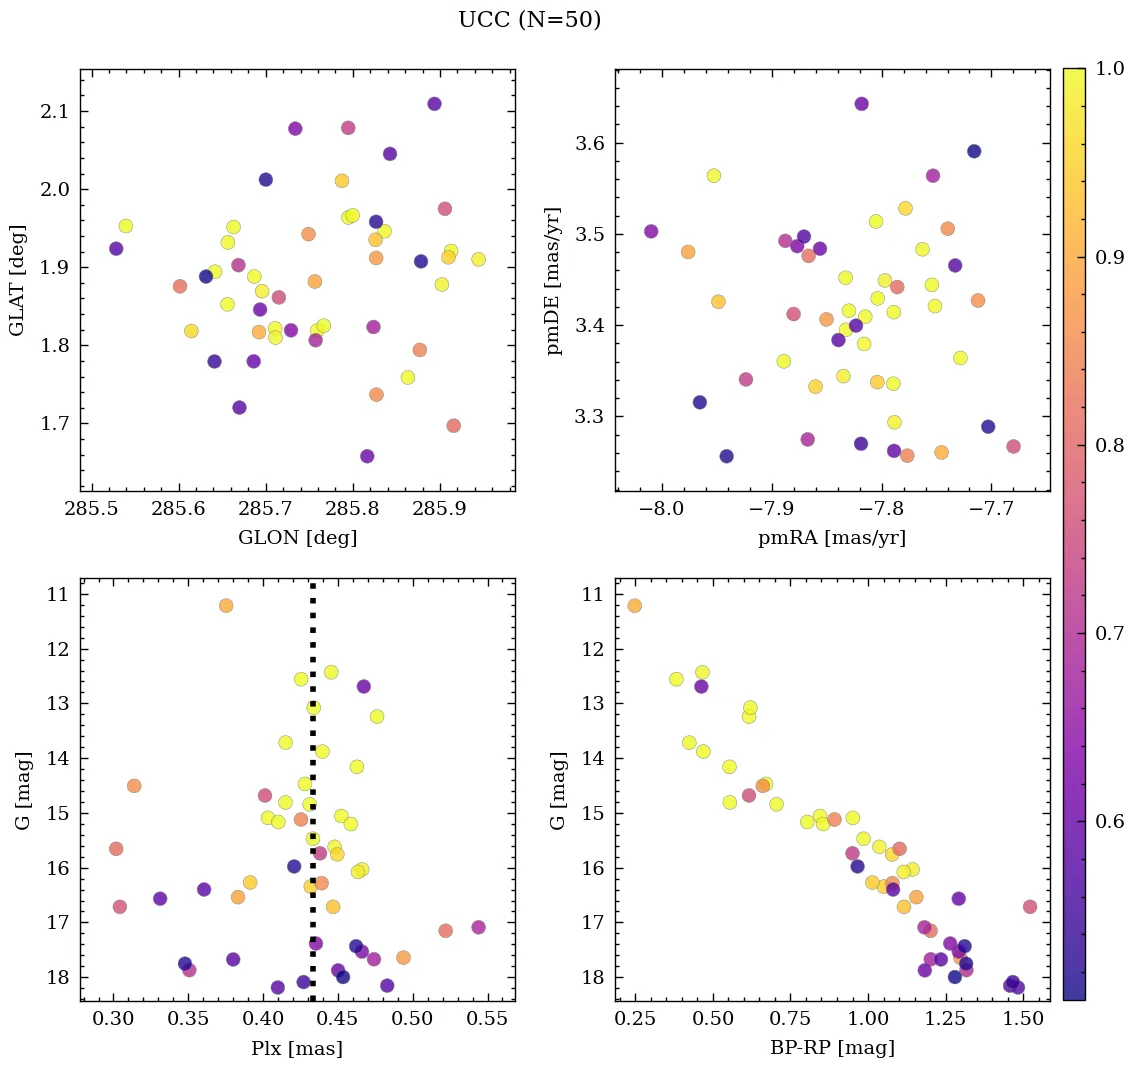 UCC (N=50)
2.1
2.0
1.9
1.8
1.7
GLAT [deg]
285.5 285.6 285.7 285.8 285.9
GLON [deg]
3.6
3.5
3.4
3.3
pmDE [mas/yr]
−8.0 −7.9 −7.8 −7.7
pmRA [mas/yr]
1.0
0.9
0.8
0.7
0.6
11
12
13
14
15
16
17
18
G [mag]
0.30 0.35 0.40 0.45 0.50 0.55
Plx [mas]
11
12
13
14
15
16
17
18
G [mag]
0.25 0.50 0.75 1.00 1.25 1.50
BP-RP [mag]